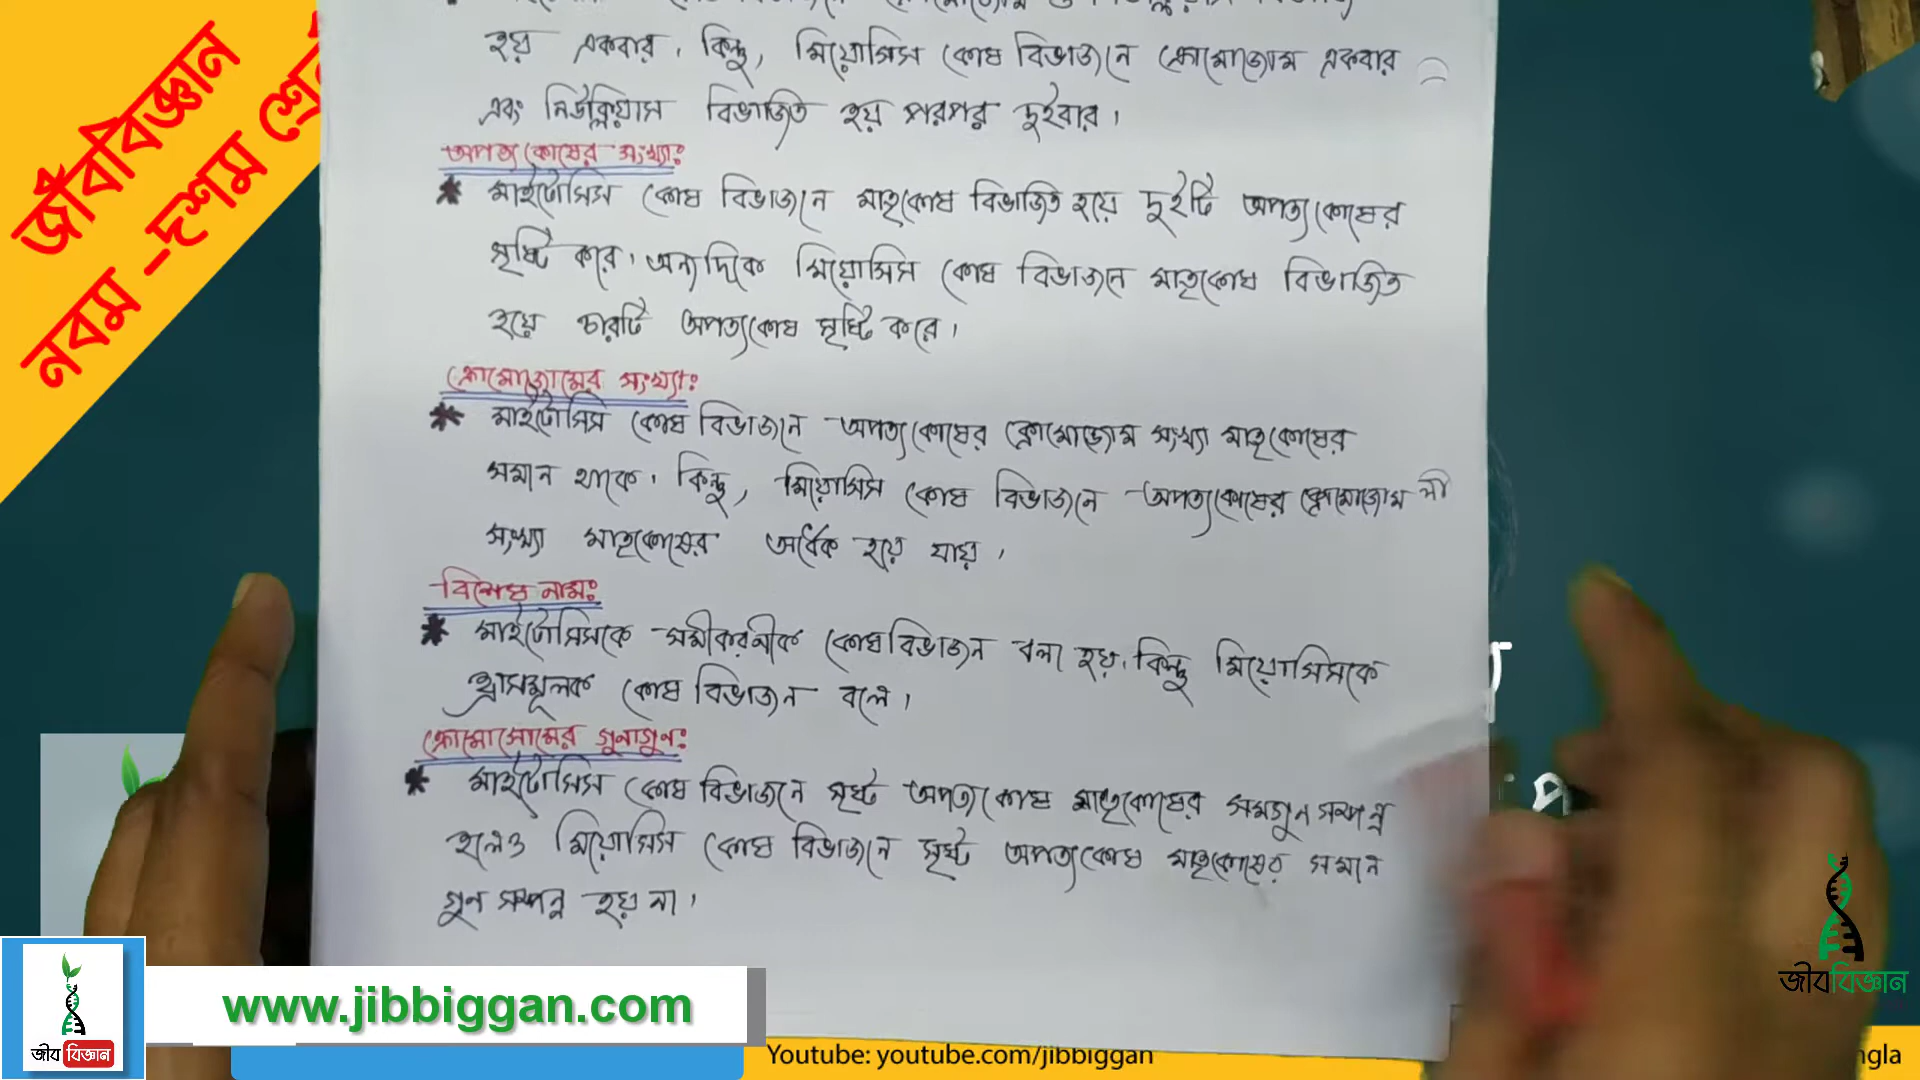 জীববিজ্ঞান
নবম -দশম
হয় একবার। কিন্তু, মিয়োসিস কোষ বিভাজনে ক্রোমোজোম একবার
এবং নিউক্লিয়াস বিভাজিত হয় পরপর দুইবার।
অপত্য কোষের সংখ্যাঃ
* মাইটোসিস কোষ বিভাজনে মাতৃকোষ বিভাজিত হয়ে দুইটি অপত্য কোষের
সৃষ্টি করে। অন্যদিকে মিয়োসিস কোষ বিভাজনে মাতৃকোষ বিভাজিত
হয়ে চারটি অপত্যকোষ সৃষ্টি করে।
ক্রোমোজোমের সংখ্যাঃ
* মাইটোসিস কোষ বিভাজনে অপত্য কোষের ক্রোমোজোম সংখ্যা মাতৃকোষের
সমান থাকে। কিন্তু, মিয়োসিস কোষ বিভাজনে অপত্যকোষের ক্রোমোজোম
সংখ্যা মাতৃকোষের অর্ধেক হয়ে যায়।
বিশেষ নামঃ
* মাইটোসিসকে সমীকরনীক কোষবিভাজন বলা হয়। কিন্তু মিয়োসিসকে
হ্রাসমূলক কোষ বিভাজন বলে।
ক্রোমোসোমের গুনাগুনঃ
* মাইটোসিস কোষ বিভাজনে সৃষ্ট অপত্যকোষ মাতৃকোষের সমগুন সম্পন্ন
হলেও মিয়োসিস কোষ বিভাজনে সৃষ্ট অপত্যকোষ মাতৃকোষের সমান
গুন সম্পন্ন হয় না।
জীববিজ্ঞান
জীব বিজ্ঞান
www.jibbiggan.com
Youtube: youtube.com/jibbiggan